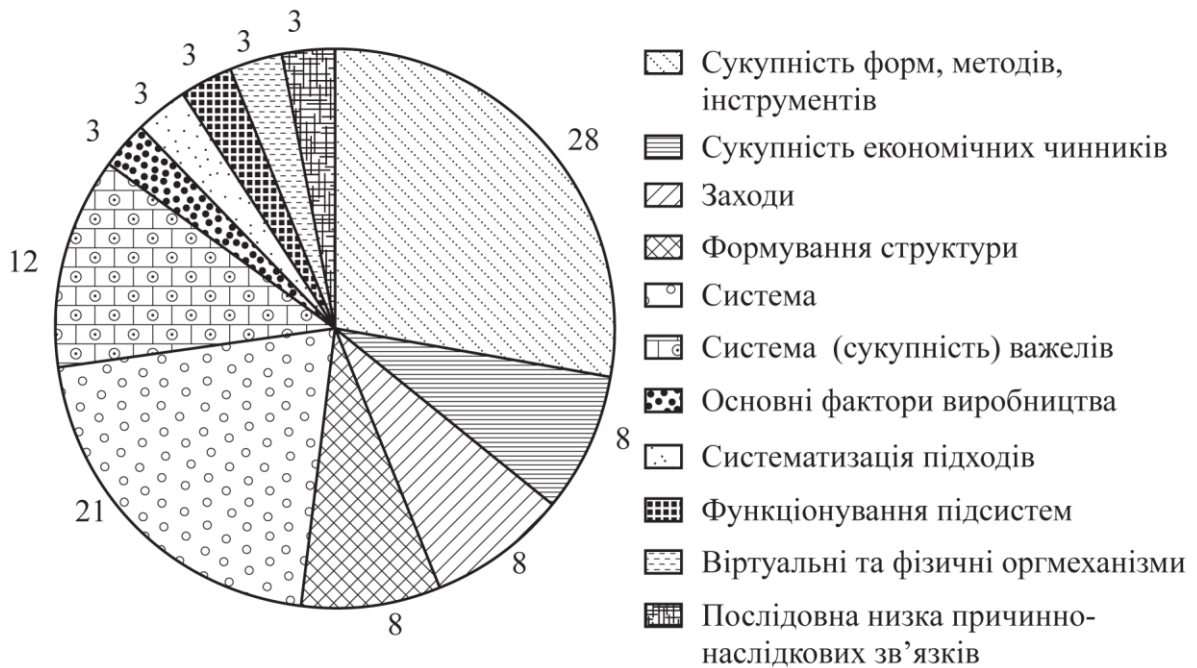 3
3
3
3
3
12
21
8
8
8
28
Сукупність форм, методів,
інструментів
Сукупність економічних чинників
Заходи
Формування структури
Система
Система (сукупність) важелів
Основні фактори виробництва
Систематизація підходів
Функціонування підсистем
Віртуальні та фізичні оргмеханізми
Послідовна низка причинно-
наслідкових зв’язків